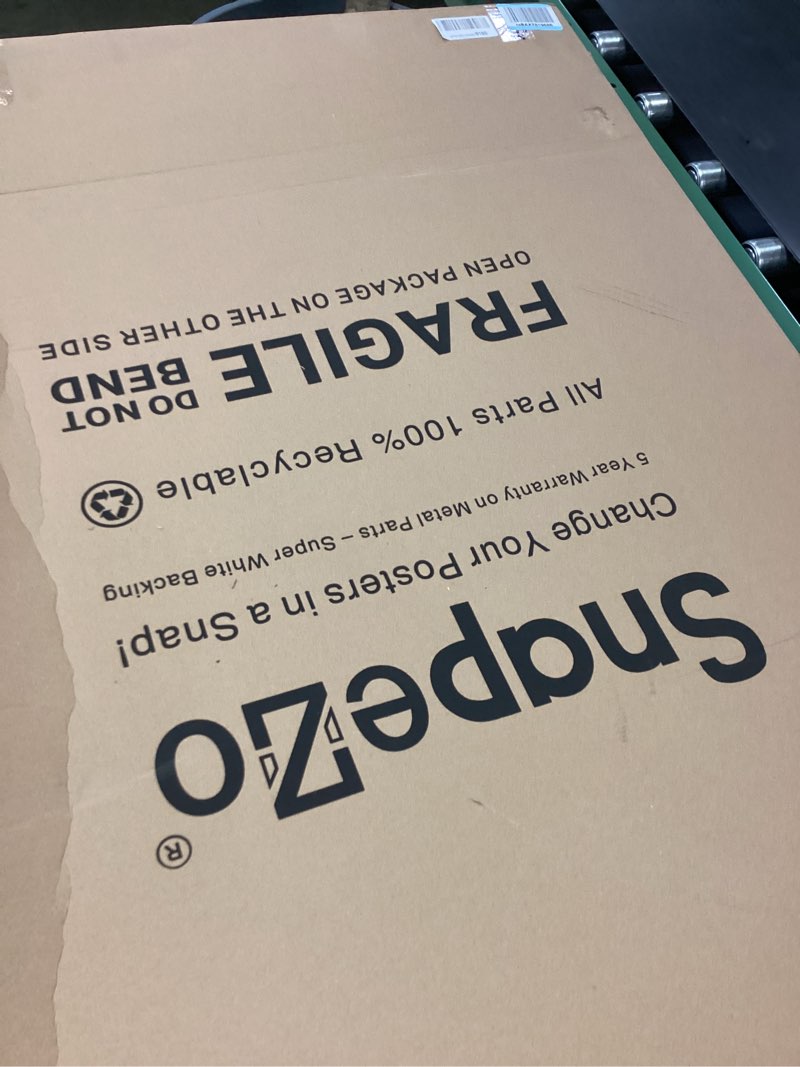 SnapeZo®
Change Your Posters in a Snap!
5 Year Warranty on Metal Parts – Super White Backing
All Parts 100% Recyclable
FRAGILE DO NOT BEND
OPEN PACKAGE ON THE OTHER SIDE